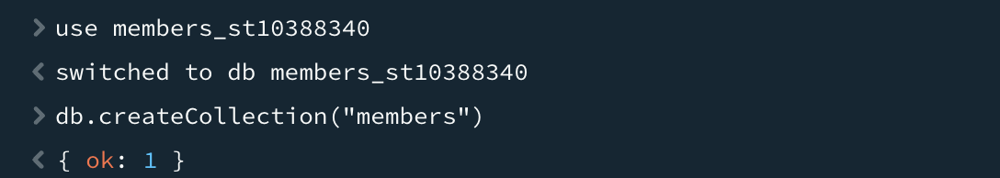 > use members_st10388340
< switched to db members_st10388340
> db.createCollection("members")
< { ok: 1 }